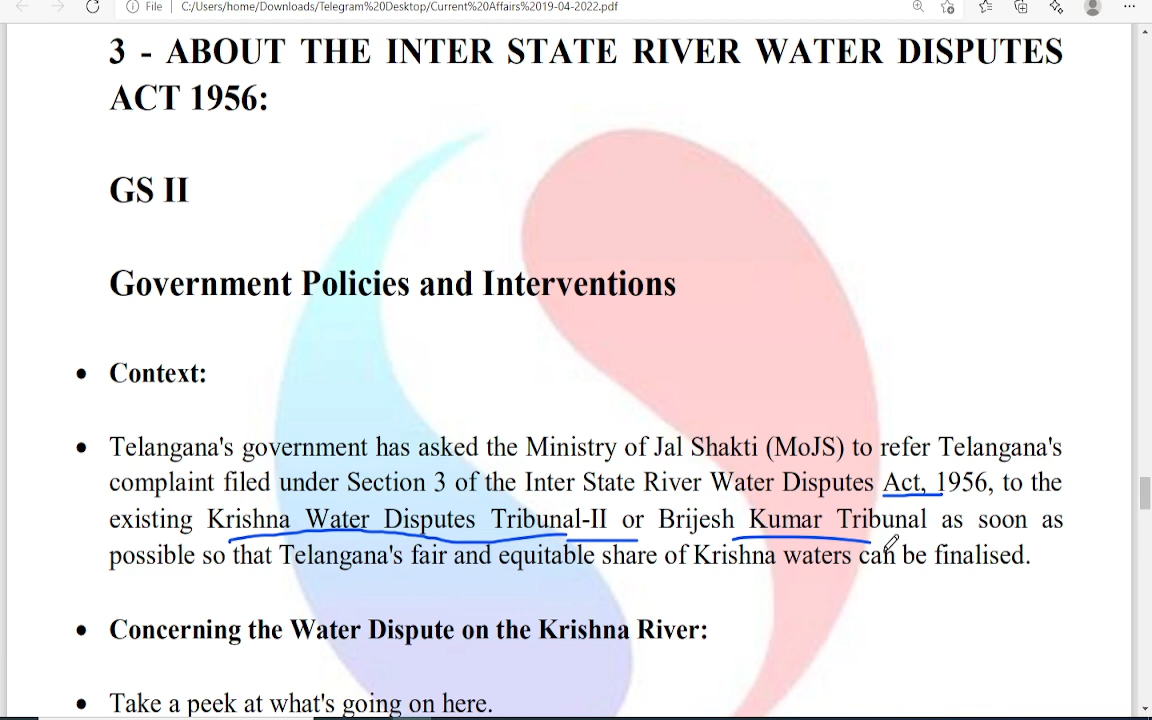 File | C:/Users/home/Downloads/Telegram%20Desktop/Current%20Affairs%2019-04-2022.pdf
3 - ABOUT THE INTER STATE RIVER WATER DISPUTES
ACT 1956:
GS II
Government Policies and Interventions
• Context:
• Telangana's government has asked the Ministry of Jal Shakti (MoJS) to refer Telangana's
complaint filed under Section 3 of the Inter State River Water Disputes Act, 1956, to the
existing Krishna Water Disputes Tribunal-II or Brijesh Kumar Tribunal as soon as
possible so that Telangana's fair and equitable share of Krishna waters can be finalised.
• Concerning the Water Dispute on the Krishna River:
• Take a peek at what's going on here.